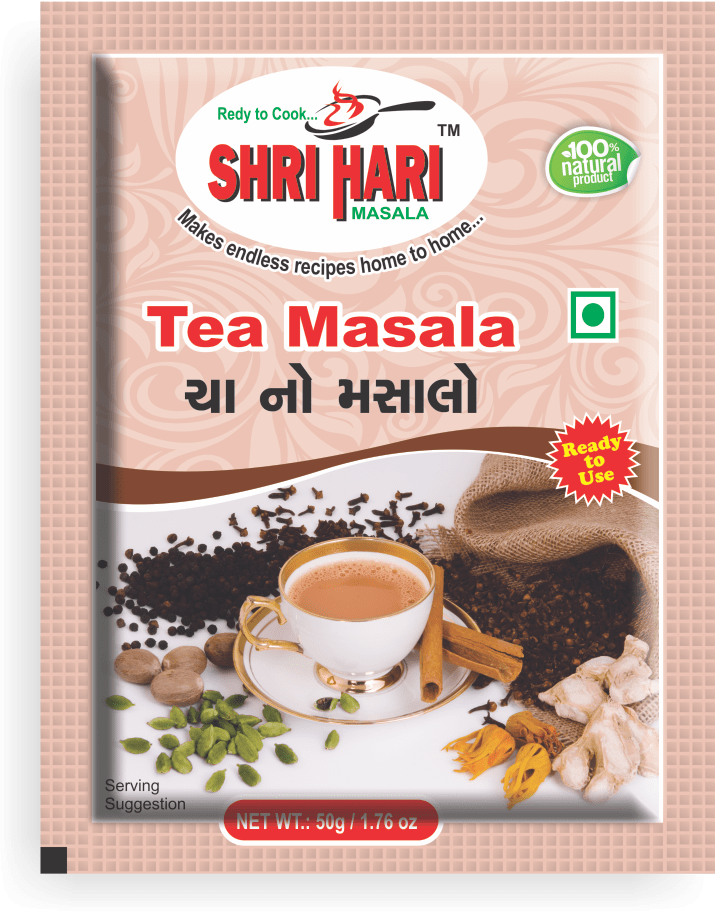 Redy to Cook...
TM
SHRI HARI
MASALA
Makes endless recipes home to home...
100%
natural
product
Tea Masala
ચા નો મસાલો
Ready
to
Use
Serving
Suggestion
NET WT.: 50g / 1.76 oz